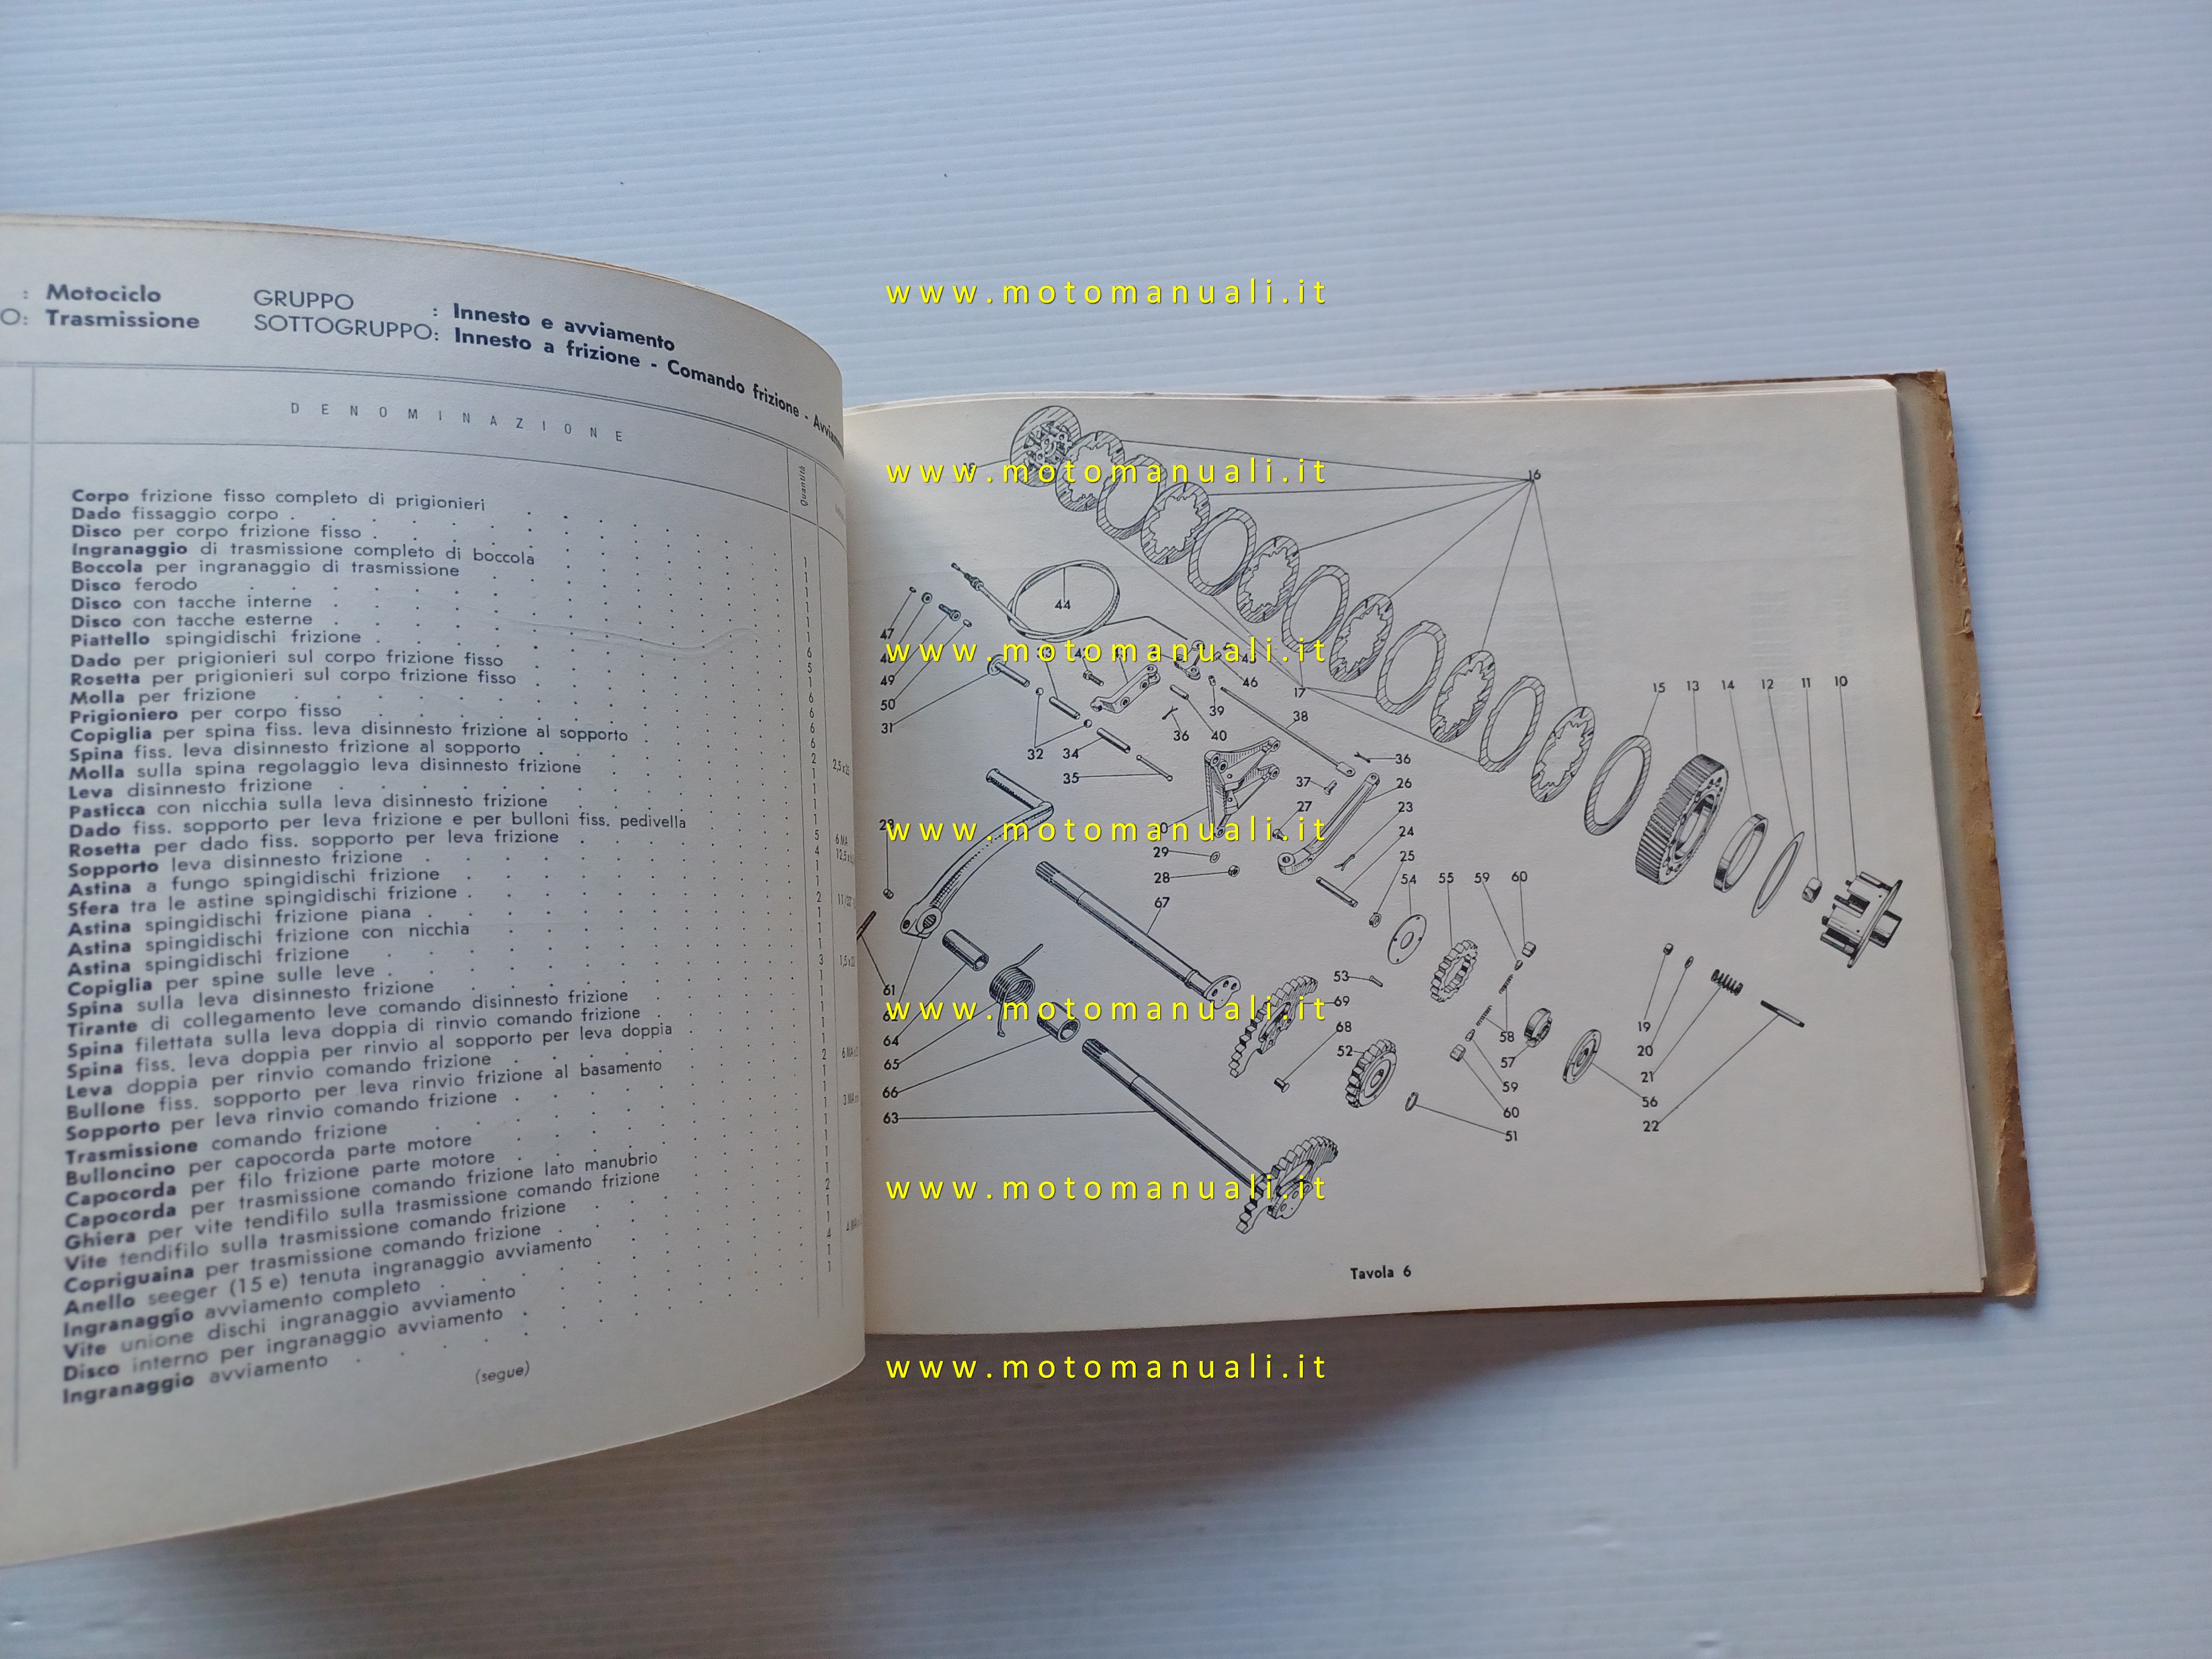 : Motociclo
O: Trasmissione
GRUPPO : Innesto e avviamento
SOTTOGRUPPO: Innesto a frizione - Comando frizione -
DENOMINAZIONE
Quantità
Corpo frizione fisso completo di prigionieri
Dado fissaggio corpo
Disco per corpo frizione fisso
Ingranaggio di trasmissione completo di boccola
Boccola per ingranaggio di trasmissione
Disco ferodo
Disco con tacche interne
Disco con tacche esterne
Piattello spingidischi frizione
Dado per prigionieri sul corpo frizione fisso
Rosetta per prigionieri sul corpo frizione fisso
Molla per frizione
Prigioniero per corpo fisso
Copiglia per spina fiss. leva disinnesto frizione al sopporto
Spina fiss. leva disinnesto frizione al sopporto
Molla sulla spina regolaggio leva disinnesto frizione
Leva disinnesto frizione
Pasticca con nicchia sulla leva disinnesto frizione
Dado fiss. sopporto per leva frizione e per bulloni fiss. pedivella
Rosetta per dado fiss. sopporto per leva frizione
Sopporto leva disinnesto frizione
Astina a fungo spingidischi frizione
Sfera tra le astine spingidischi frizione
Astina spingidischi frizione piana
Astina spingidischi frizione con nicchia
Astina spingidischi frizione
Copiglia per spine sulle leve
Spina sulla leva disinnesto frizione
Tirante di collegamento leve comando disinnesto frizione
Spina filettata sulla leva doppia di rinvio comando frizione
Spina fiss. leva doppia per rinvio al sopporto per leva doppia
Leva doppia per rinvio comando frizione
Bullone fiss. sopporto per leva rinvio frizione al basamento
Sopporto per leva rinvio comando frizione
Trasmissione comando frizione
Bulloncino per capocorda parte motore
Capocorda per filo frizione parte motore
Capocorda per trasmissione comando frizione lato manubrio
Ghiera per vite tendifilo sulla trasmissione comando frizione
Vite tendifilo sulla trasmissione comando frizione
Copriguaina per trasmissione comando frizione
Anello seeger (15 e) tenuta ingranaggio avviamento
Ingranaggio avviamento completo
Vite unione dischi ingranaggio avviamento
Disco interno per ingranaggio avviamento
Ingranaggio avviamento
(segue)
www.motomanuali.it
www.motomanuali.it
16
44
47
www.motomanuali.it
49
46
50
17
39
31
38
36
40
32
34
35
36
37
26
27
23
www.motomanuali.it
24
29
25
28
54
55
59
60
67
15
13
14
12
11
10
61
53
69
www.motomanuali.it
64
68
58
19
65
52
57
20
59
21
66
60
56
63
51
22
www.motomanuali.it
Tavola 6
www.motomanuali.it